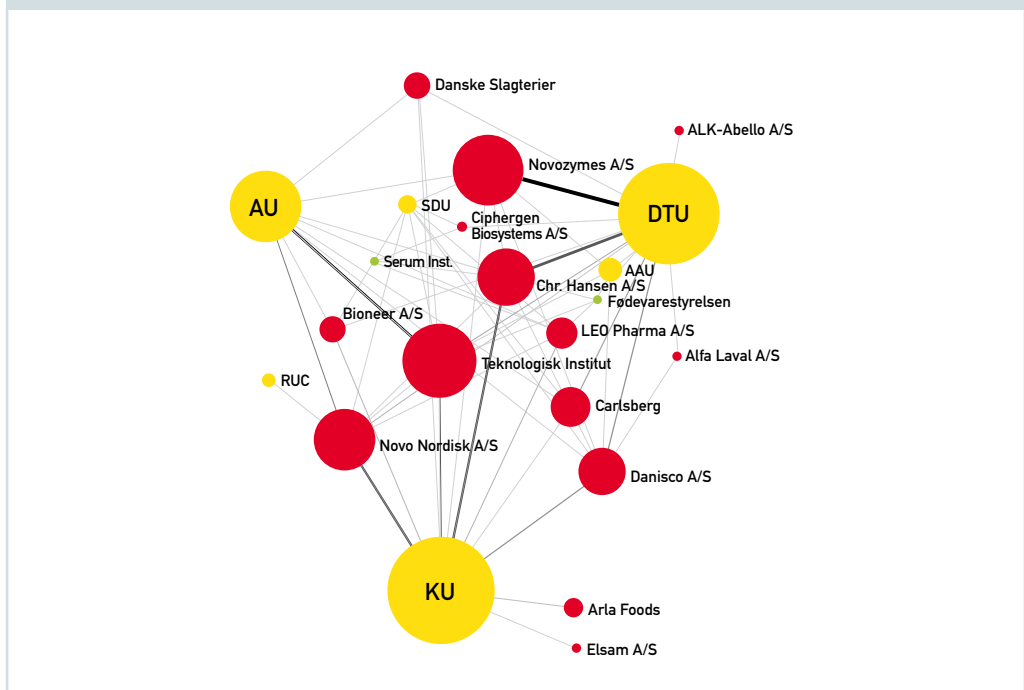 Danske Slagterier
ALK-Abello A/S
Novozymes A/S
AU
SDU
DTU
Ciphergen
Biosystems A/S
Serum Inst.
AAU
Chr. Hansen A/S
Fødevarestyrelsen
Bioneer A/S
LEO Pharma A/S
Teknologisk Institut
Alfa Laval A/S
RUC
Carlsberg
Novo Nordisk A/S
Danisco A/S
KU
Arla Foods
Elsam A/S